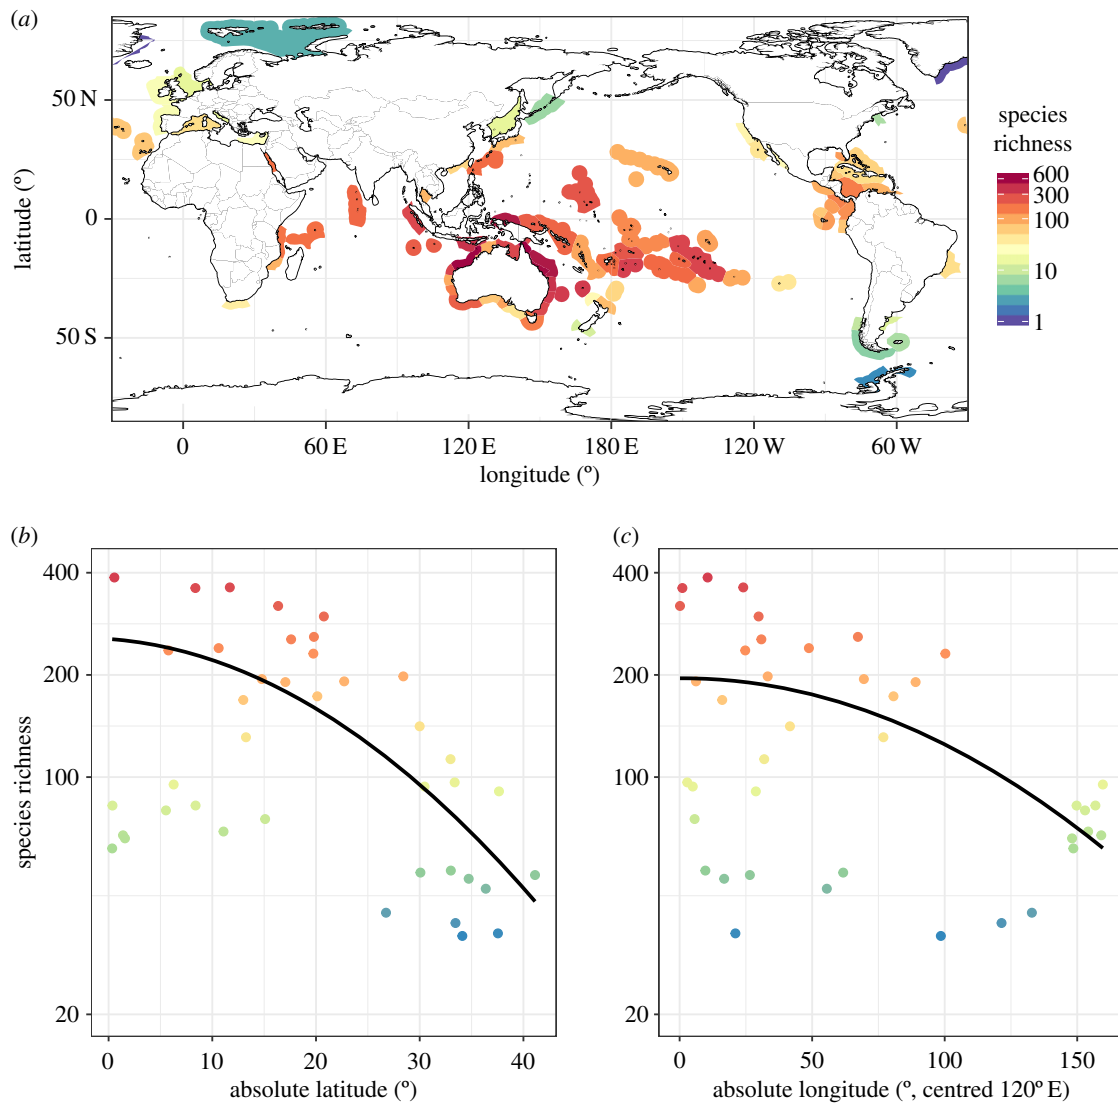 (a)
50 N
0
50 S
latitude (º)
0
60 E
120 E
180 E
120 W
60 W
longitude (º)
species
richness
600
300
100
10
1
(b)
400
200
100
20
species richness
0
10
20
30
40
absolute latitude (º)
(c)
400
200
100
20
0
50
100
150
absolute longitude (º, centred 120º E)